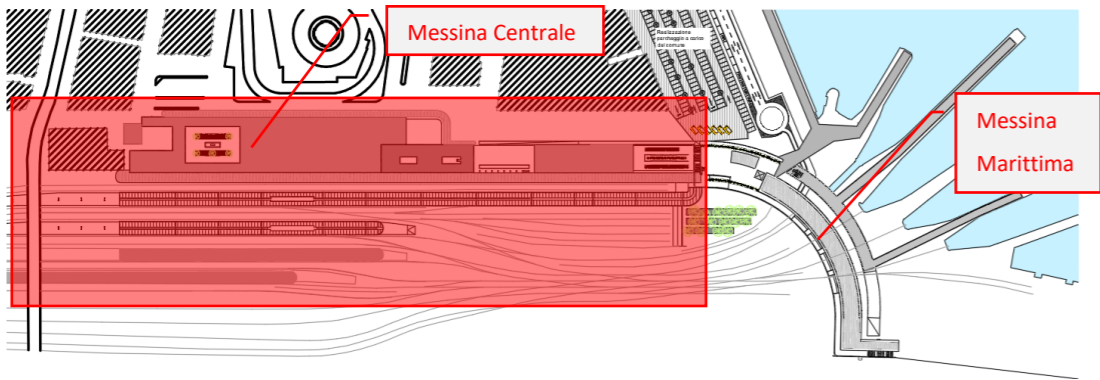 Messina Centrale
Realizzazione
parcheggio a carico
del comune
Messina
Marittima